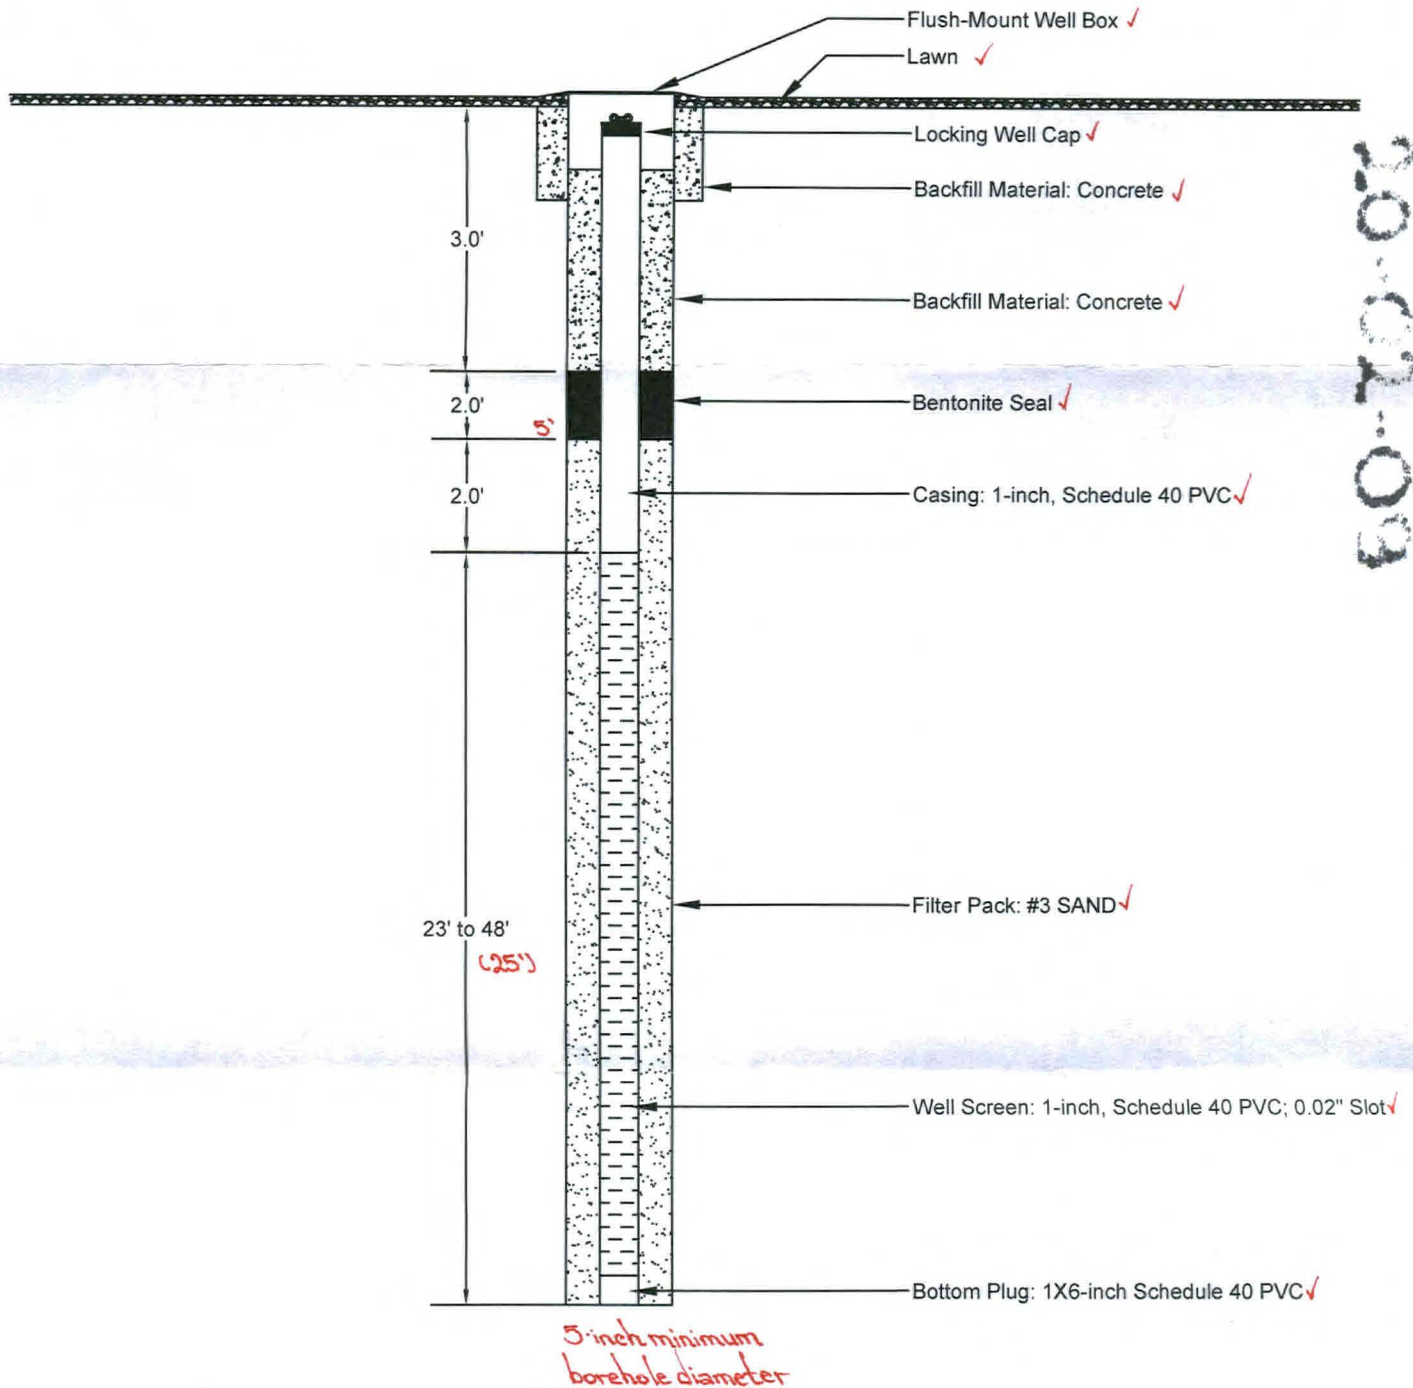 Flush-Mount Well Box ✓
Lawn ✓
Locking Well Cap ✓
Backfill Material: Concrete ✓
3.0'
Backfill Material: Concrete ✓
2.0'
5'
Bentonite Seal ✓
2.0'
Casing: 1-inch, Schedule 40 PVC ✓
Filter Pack: #3 SAND ✓
23' to 48'
(25')
Well Screen: 1-inch, Schedule 40 PVC; 0.02" Slot ✓
Bottom Plug: 1X6-inch Schedule 40 PVC ✓
5-inch minimum
borehole diameter